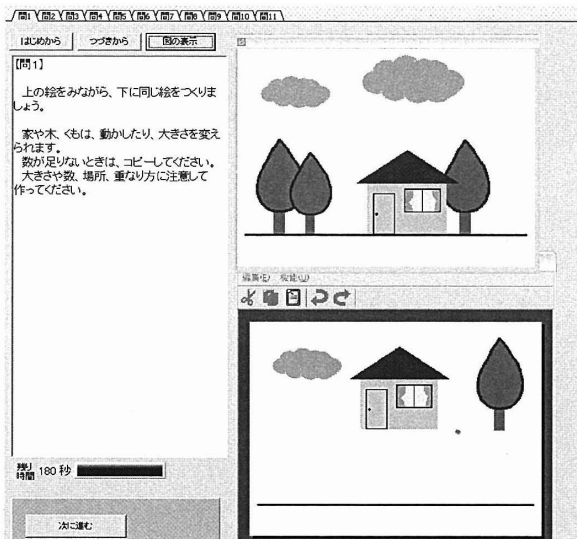 問1 問2 問3 問4 問5 問6 問7 問8 問9 問10 問11
はじめから つづきから 図の表示
【問1】
上の絵をみながら、下に同じ絵をつくりま
しょう。
家や木、くもは、動かしたり、大きさを変え
られます。
数が足りないときは、コピーしてください。
大きさや数、場所、重なり方に注意して
作ってください。
編集(E) 機能(U)
残り
時間 180 秒
次に進む